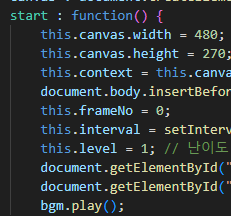 start : function() {
this.canvas.width = 480;
this.canvas.height = 270;
this.context = this.canva
document.body.insertBefor
this.frameNo = 0;
this.interval = setInterv
this.level = 1; // 난이도
document.getElementById("
document.getElementById("
bgm.play();